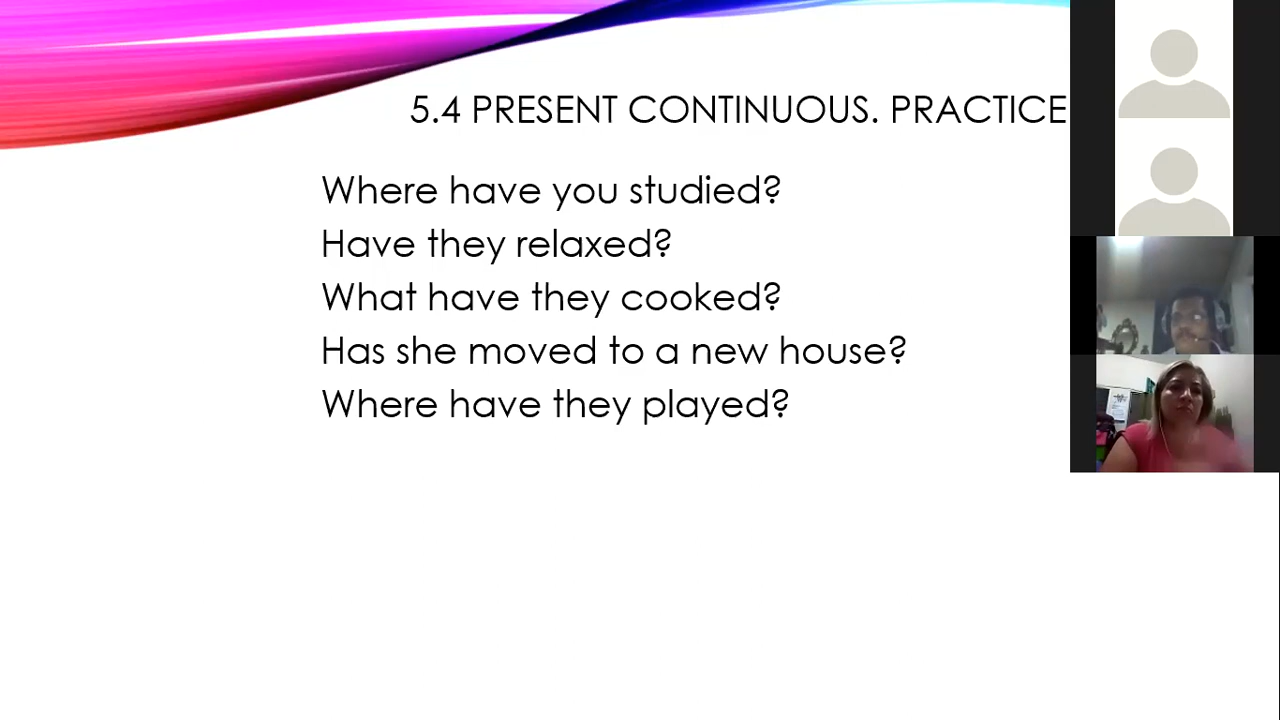 5.4 PRESENT CONTINUOUS. PRACTICE
Where have you studied?
Have they relaxed?
What have they cooked?
Has she moved to a new house?
Where have they played?